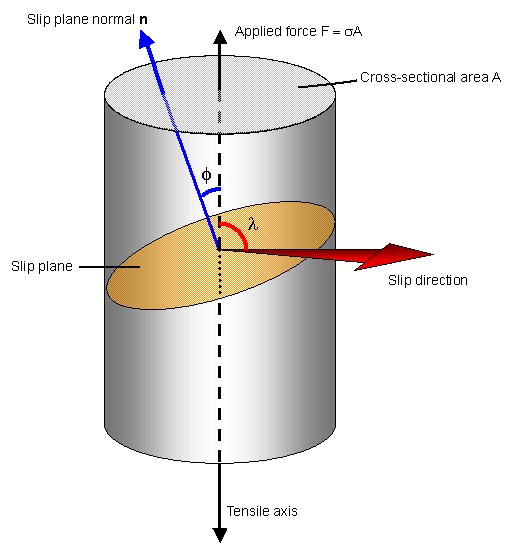 Slip plane normal n
Applied force F = σA
Cross-sectional area A
ϕ
λ
Slip plane
Slip direction
Tensile axis